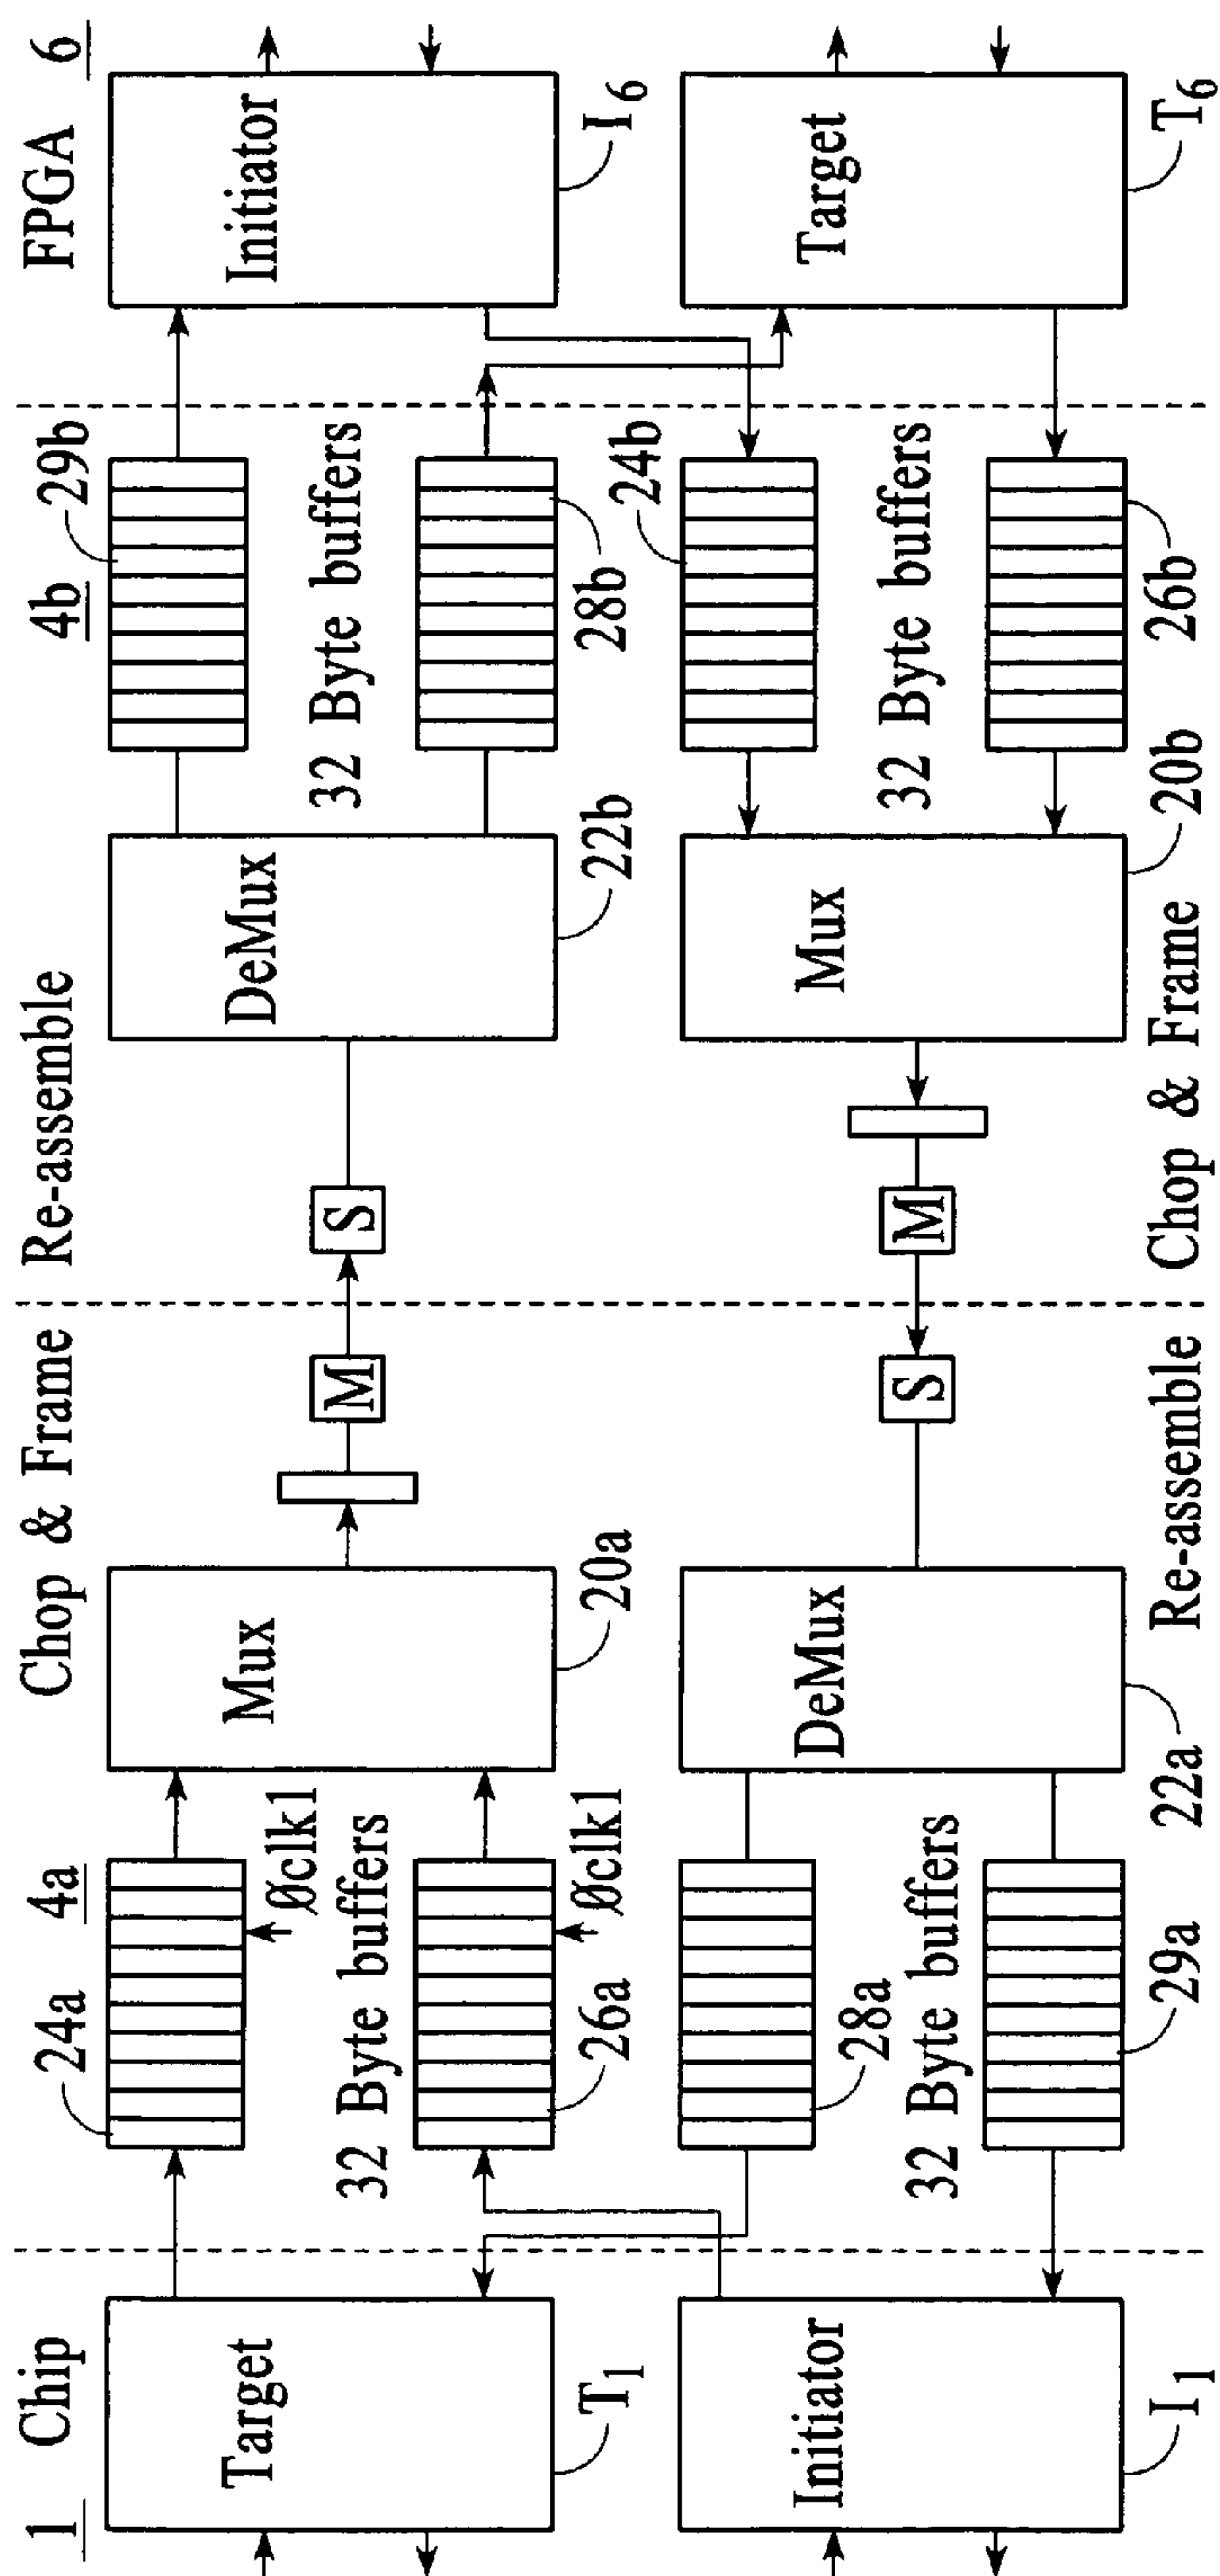 1 Chip
4a
Chop & Frame
Re-assemble
4b
FPGA 6
24a
29b
Target
Øclk1
Mux
M
S
DeMux
Initiator
32 Byte buffers
32 Byte buffers
Øclk1
T1
26a
20a
22b
28b
I6
24b
Initiator
DeMux
S
M
Mux
Target
28a
32 Byte buffers
32 Byte buffers
I1
29a
22a
20b
26b
T6
Re-assemble
Chop & Frame